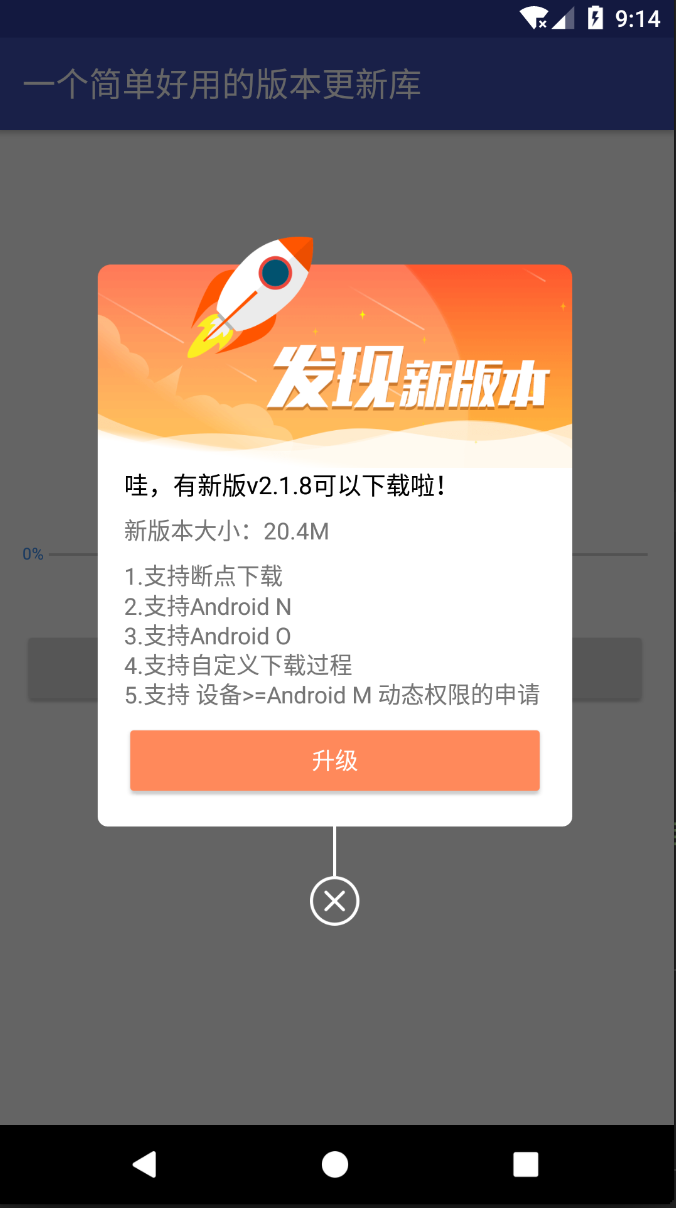 9:14
一个简单好用的版本更新库
发现新版本
哇，有新版v2.1.8可以下载啦！
新版本大小：20.4M
0%
1.支持断点下载
2.支持Android N
3.支持Android O
4.支持自定义下载过程
5.支持 设备>=Android M 动态权限的申请
升级